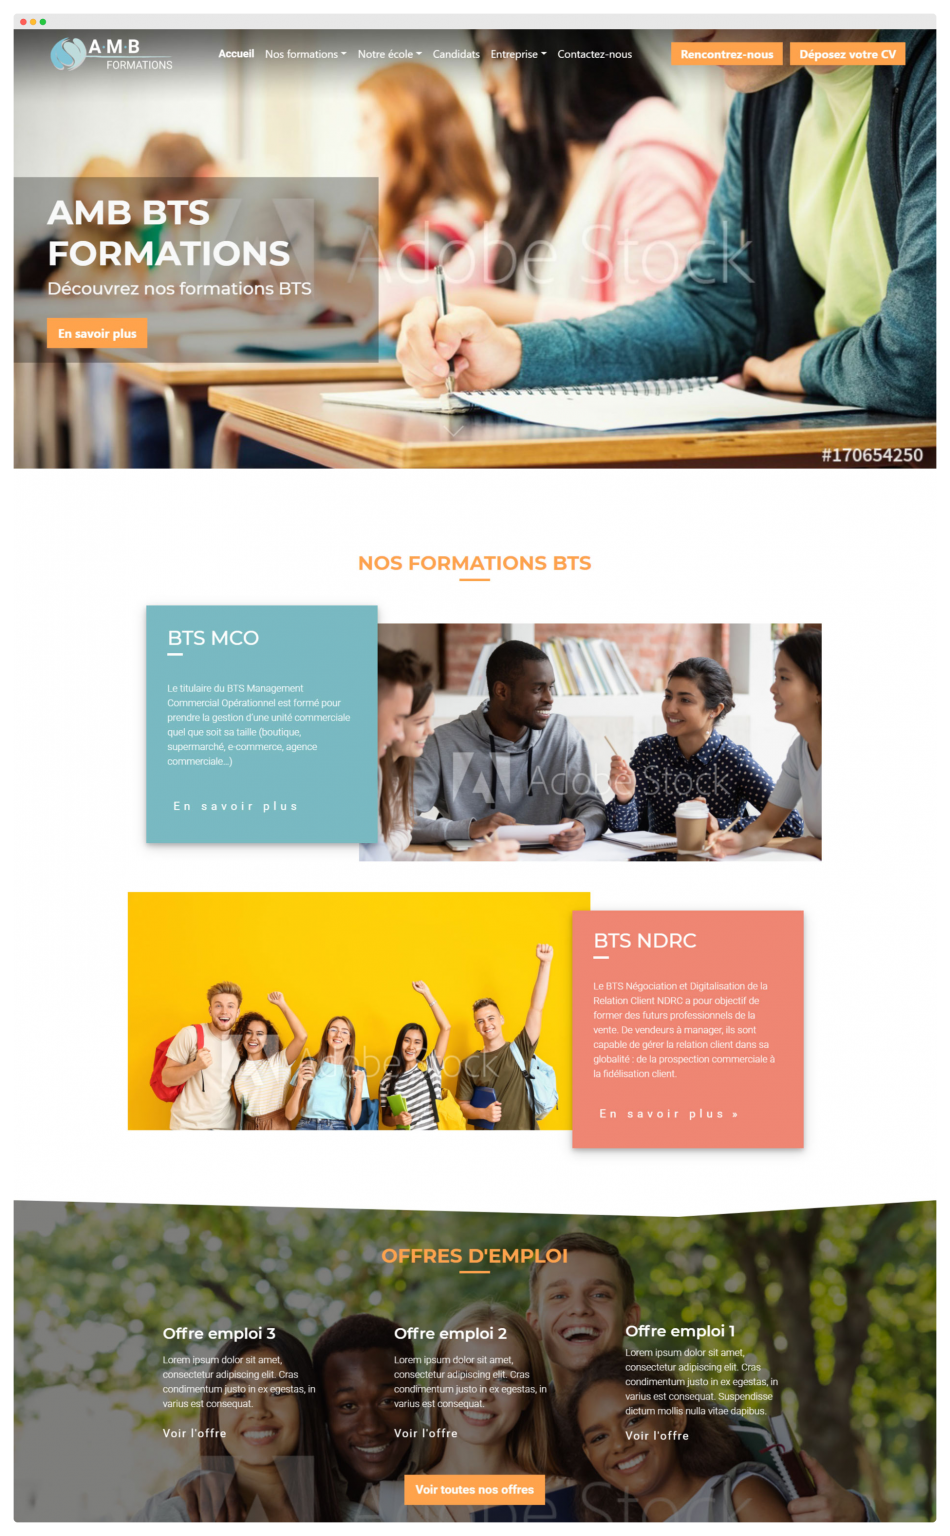 A·M·B
FORMATIONS
Accueil Nos formations Notre école Candidats Entreprise Contactez-nous Rencontrez-nous Déposez votre CV
AMB BTS
FORMATIONS
Découvrez nos formations BTS
En savoir plus
Adobe Stock
#170654250
NOS FORMATIONS BTS
BTS MCO
Le titulaire du BTS Management
Commercial Opérationnel est formé pour
prendre la gestion d'une unité commerciale
quel que soit sa taille (boutique,
supermarché, e-commerce, agence
commerciale...)
En savoir plus
Adobe Stock
BTS NDRC
Le BTS Négociation et Digitalisation de la
Relation Client NDRC a pour objectif de
former des futurs professionnels de la
vente. De vendeurs à manager, ils sont
capable de gérer la relation client dans sa
globalité : de la prospection commerciale à
la fidélisation client.
En savoir plus »
Adobe Stock
OFFRES D'EMPLOI
Offre emploi 3
Lorem ipsum dolor sit amet,
consectetur adipiscing elit. Cras
condimentum justo in ex egestas, in
varius est consequat.
Voir l'offre
Offre emploi 2
Lorem ipsum dolor sit amet,
consectetur adipiscing elit. Cras
condimentum justo in ex egestas, in
varius est consequat.
Voir l'offre
Offre emploi 1
Lorem ipsum dolor sit amet,
consectetur adipiscing elit. Cras
condimentum justo in ex egestas, in
varius est consequat. Suspendisse
dictum mollis nulla vitae dapibus.
Voir l'offre
Voir toutes nos offres
Adobe Stock